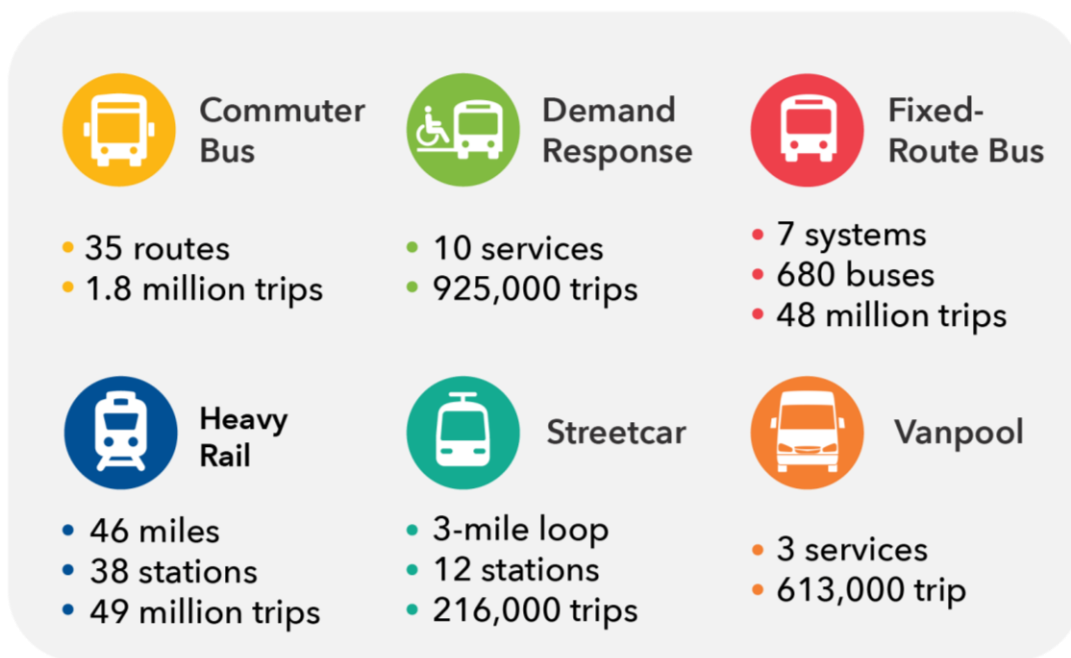 Commuter
Bus
• 35 routes
• 1.8 million trips
Demand
Response
• 10 services
• 925,000 trips
Fixed-
Route Bus
• 7 systems
• 680 buses
• 48 million trips
Heavy
Rail
• 46 miles
• 38 stations
• 49 million trips
Streetcar
• 3-mile loop
• 12 stations
• 216,000 trips
Vanpool
• 3 services
• 613,000 trip